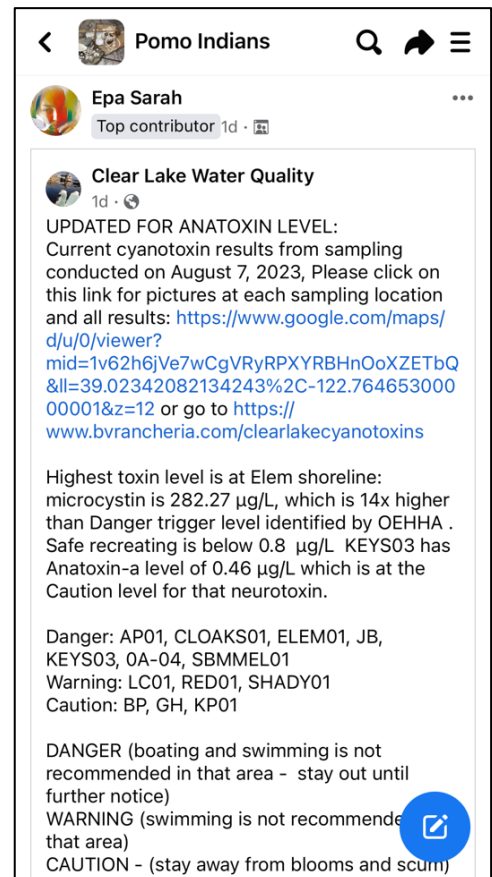 Pomo Indians
Epa Sarah
Top contributor 1d ·
Clear Lake Water Quality
1d ·
UPDATED FOR ANATOXIN LEVEL:
Current cyanotoxin results from sampling
conducted on August 7, 2023, Please click on
this link for pictures at each sampling location
and all results: https://www.google.com/maps/
d/u/0/viewer?
mid=1v62h6jVe7wCgVRyRPXYRBHnOoXZETbQ
&ll=39.02342082134243%2C-122.764653000
00001&z=12 or go to https://
www.bvrancheria.com/clearlakecyanotoxins
Highest toxin level is at Elem shoreline:
microcystin is 282.27 µg/L, which is 14x higher
than Danger trigger level identified by OEHHA .
Safe recreating is below 0.8  µg/L  KEYS03 has
Anatoxin-a level of 0.46 µg/L which is at the
Caution level for that neurotoxin.
Danger: AP01, CLOAKS01, ELEM01, JB,
KEYS03, 0A-04, SBMMEL01
Warning: LC01, RED01, SHADY01
Caution: BP, GH, KP01
DANGER (boating and swimming is not
recommended in that area -  stay out until
further notice)
WARNING (swimming is not recommende
that area)
CAUTION - (stay away from blooms and scum)